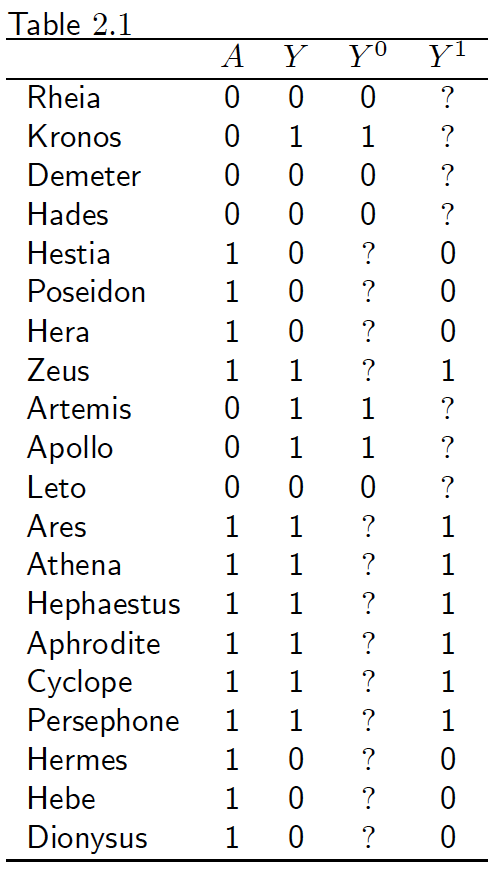 Table 2.1
A Y Y⁰ Y¹
Rheia 0 0 0 ?
Kronos 0 1 1 ?
Demeter 0 0 0 ?
Hades 0 0 0 ?
Hestia 1 0 ? 0
Poseidon 1 0 ? 0
Hera 1 0 ? 0
Zeus 1 1 ? 1
Artemis 0 1 1 ?
Apollo 0 1 1 ?
Leto 0 0 0 ?
Ares 1 1 ? 1
Athena 1 1 ? 1
Hephaestus 1 1 ? 1
Aphrodite 1 1 ? 1
Cyclope 1 1 ? 1
Persephone 1 1 ? 1
Hermes 1 0 ? 0
Hebe 1 0 ? 0
Dionysus 1 0 ? 0